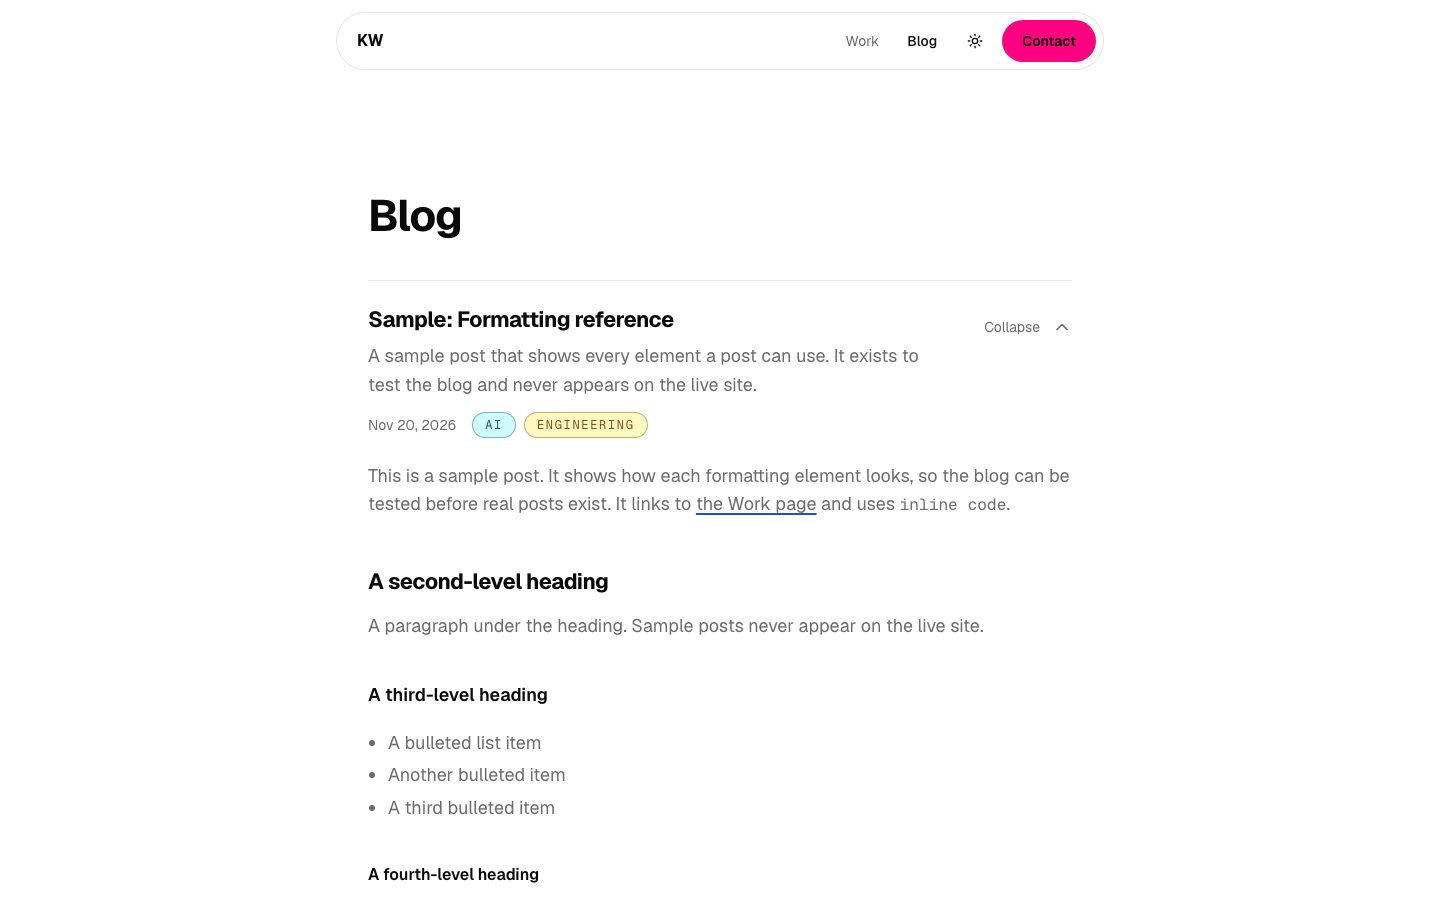 KW
Work
Blog
Contact
Blog
Sample: Formatting reference
Collapse
A sample post that shows every element a post can use. It exists to
test the blog and never appears on the live site.
Nov 20, 2026
AI
ENGINEERING
This is a sample post. It shows how each formatting element looks, so the blog can be
tested before real posts exist. It links to the Work page and uses inline code.
A second-level heading
A paragraph under the heading. Sample posts never appear on the live site.
A third-level heading
• A bulleted list item
• Another bulleted item
• A third bulleted item
A fourth-level heading